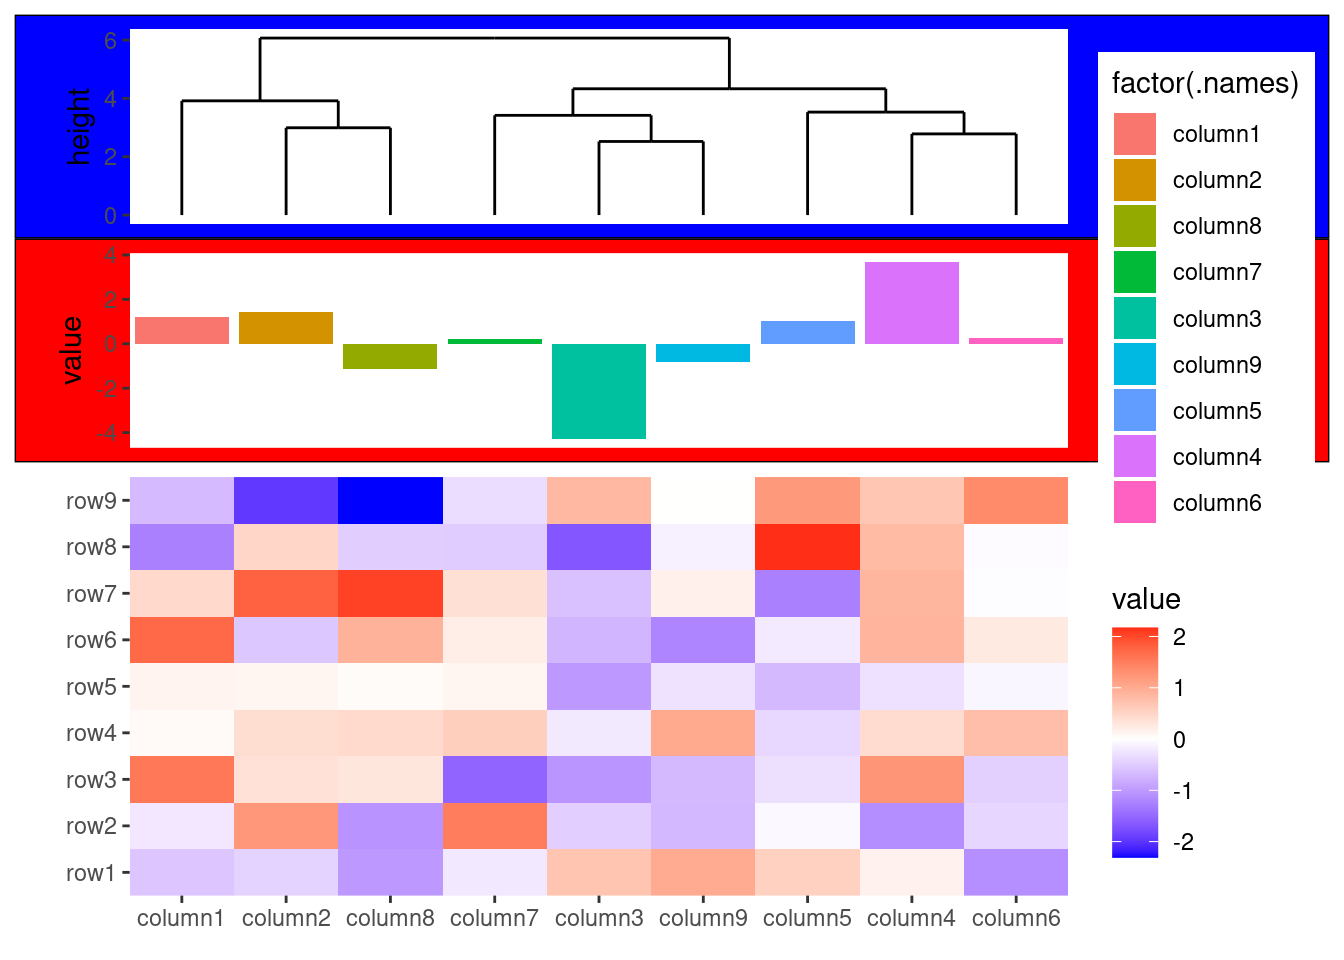 6
4
2
0
height
4
2
0
-2
-4
value
row9
row8
row7
row6
row5
row4
row3
row2
row1
column1 column2 column8 column7 column3 column9 column5 column4 column6
factor(.names)
column1
column2
column8
column7
column3
column9
column5
column4
column6
value
2
1
0
-1
-2